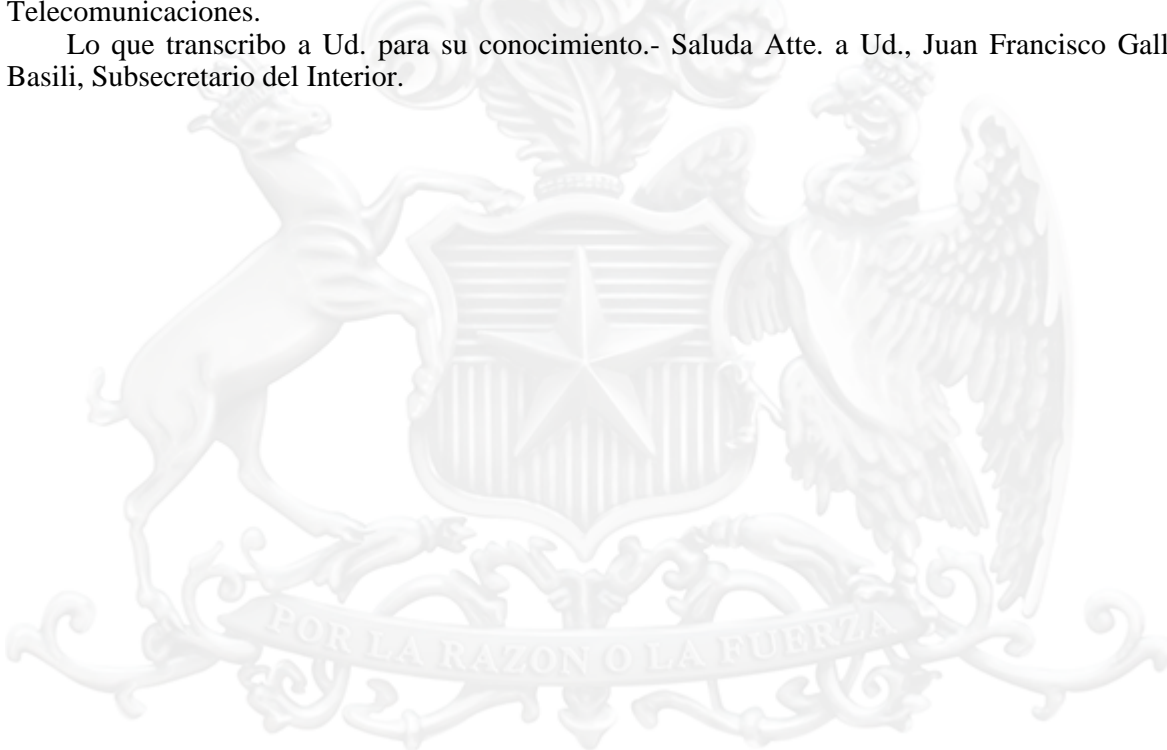 Telecomunicaciones.
Lo que transcribo a Ud. para su conocimiento.- Saluda Atte. a Ud., Juan Francisco Gall
Basili, Subsecretario del Interior.
POR LA RAZON O LA FUERZA